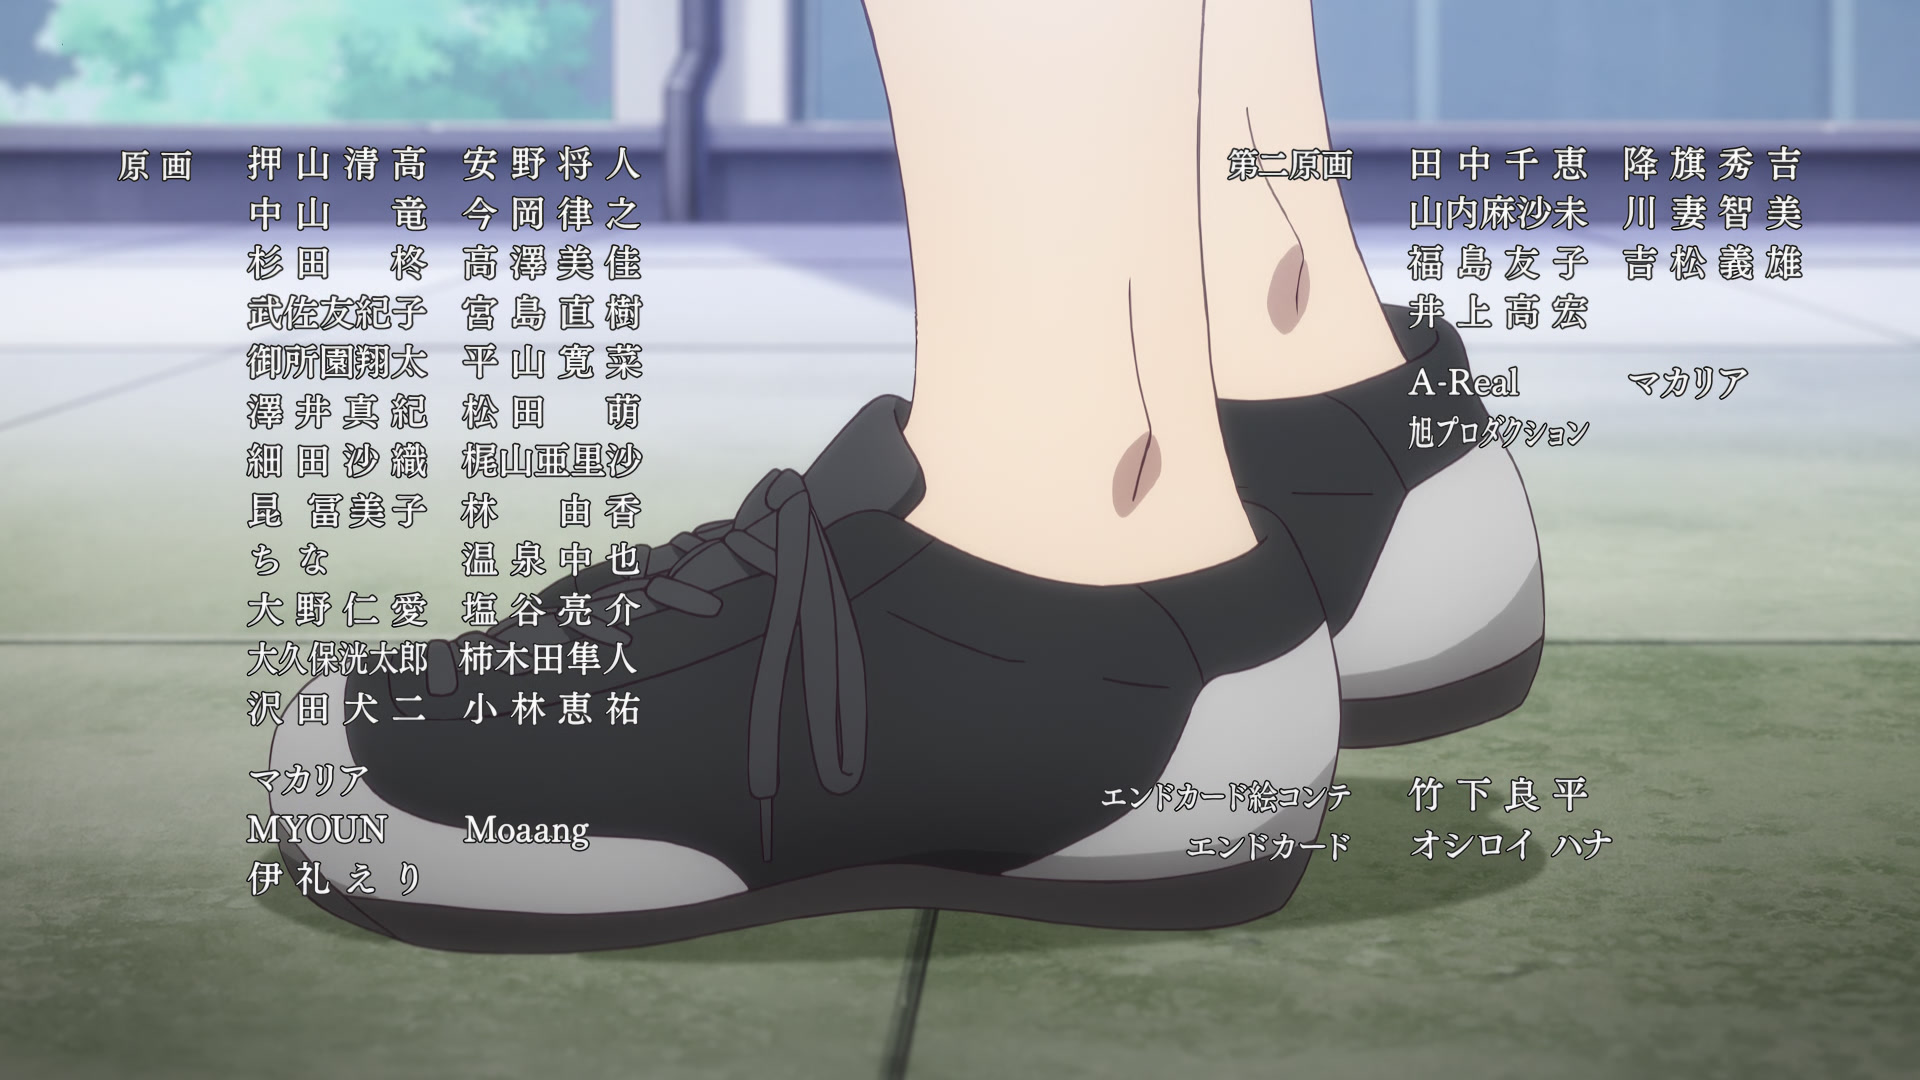 原画 押山清高 安野将人
中山竜 今岡律之
杉田柊 高澤美佳
武佐友紀子 宮島直樹
御所園翔太 平山寛菜
澤井真紀 松田萌
細田沙織 梶山亜里沙
昆冨美子 林由香
ちな 温泉中也
大野仁愛 塩谷亮介
大久保洸太郎 柿木田隼人
沢田犬二 小林恵祐
マカリア
MYOUN Moaang
伊礼えり
第二原画 田中千恵 降旗秀吉
山内麻沙未 川妻智美
福島友子 吉松義雄
井上高宏
A-Real マカリア
旭プロダクション
エンドカード絵コンテ 竹下良平
エンドカード オシロイハナ